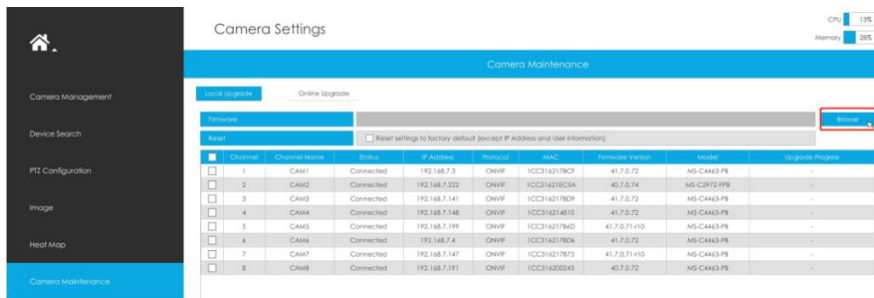 Camera Settings
CPU 13%
Memory 28%
Camera Maintenance
Camera Management
Device Search
PTZ Configuration
Image
Heat Map
Camera Maintenance
Local Upgrade Online Upgrade
Firmware Browse
Reset Reset settings to factory default (except IP Address and User information)
Channel Channel Name Status IP Address Protocol MAC Firmware Version Model Upgrade Progress
1 CAM1 Connected 192.168.7.3 ONVIF 1CC316217BCF 41.7.0.72 MS-C4463-PB -
2 CAM2 Connected 192.168.7.222 ONVIF 1CC31621EC5A 40.7.0.74 MS-C2972-FPB -
3 CAM3 Connected 192.168.7.141 ONVIF 1CC316217BD9 41.7.0.72 MS-C4463-PB -
4 CAM4 Connected 192.168.7.148 ONVIF 1CC316214810 41.7.0.72 MS-C4463-PB -
5 CAM5 Connected 192.168.7.199 ONVIF 1CC316217B6D 41.7.0.71-r10 MS-C4463-PB -
6 CAM6 Connected 192.168.7.4 ONVIF 1CC316217BD6 41.7.0.72 MS-C4463-PB -
7 CAM7 Connected 192.168.7.147 ONVIF 1CC316217B73 41.7.0.71-r10 MS-C4463-PB -
8 CAM8 Connected 192.168.7.191 ONVIF 1CC316200243 40.7.0.72 MS-C4463-PB -